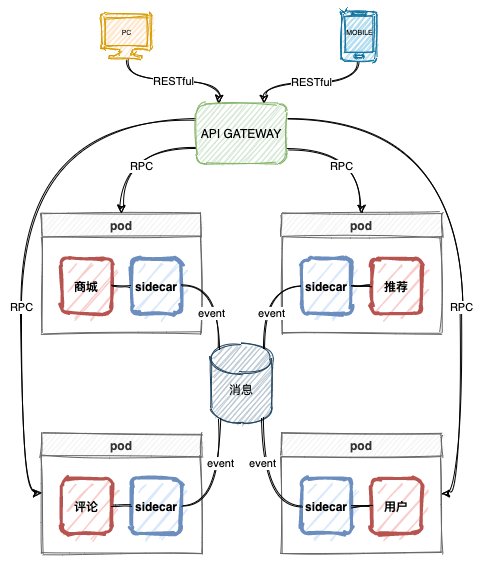 PC
MOBILE
RESTful
RESTful
API GATEWAY
RPC
RPC
pod
pod
商城
sidecar
sidecar
推荐
RPC
RPC
event
event
消息
pod
pod
event
event
评论
sidecar
sidecar
用户